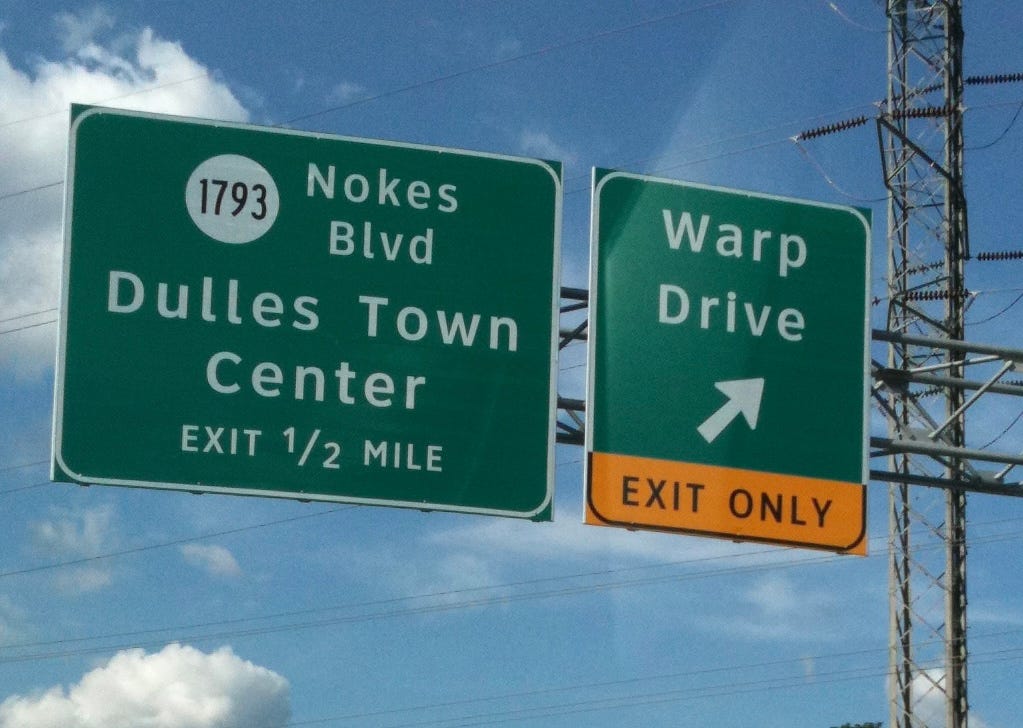 1793
Nokes
Blvd
Dulles Town
Center
EXIT 1/2 MILE
Warp
Drive
EXIT ONLY